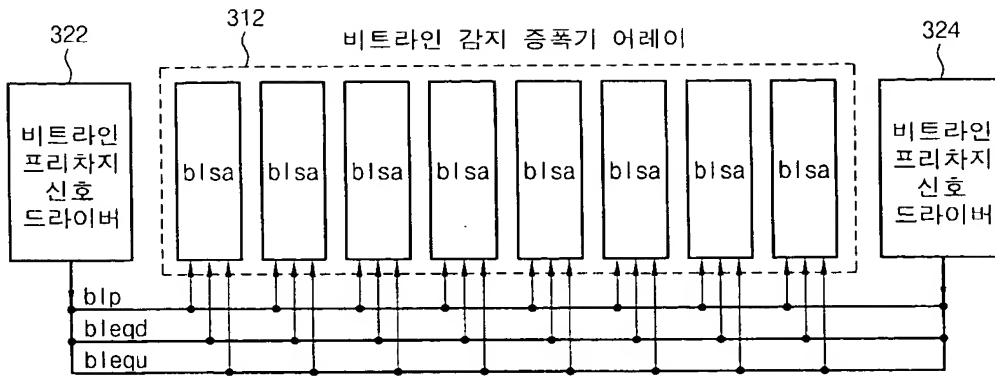 322
312
비트라인 감지 증폭기 어레이
324
비트라인
프리차지
신호
드라이버
blsa blsa blsa blsa blsa blsa blsa blsa
비트라인
프리차지
신호
드라이버
blp
bleqd
blequ